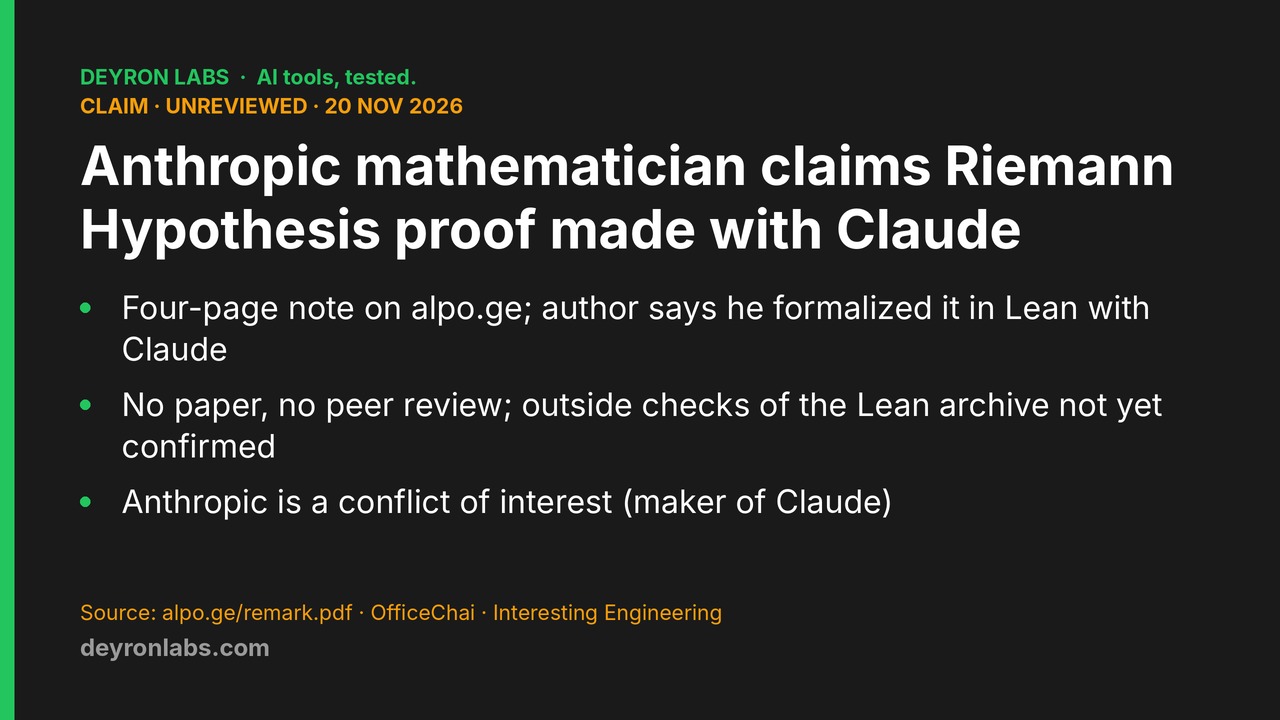 DEYRON LABS · AI tools, tested.
CLAIM · UNREVIEWED · 20 NOV 2026
Anthropic mathematician claims Riemann
Hypothesis proof made with Claude
• Four-page note on alpo.ge; author says he formalized it in Lean with
Claude
• No paper, no peer review; outside checks of the Lean archive not yet
confirmed
• Anthropic is a conflict of interest (maker of Claude)
Source: alpo.ge/remark.pdf · OfficeChai · Interesting Engineering
deyronlabs.com